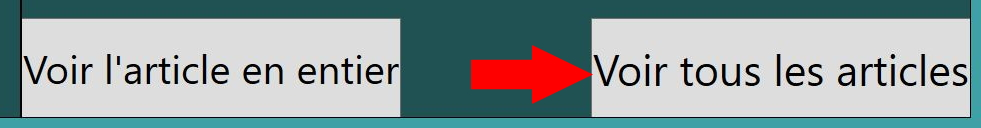 Voir l'article en entier
Voir tous les articles